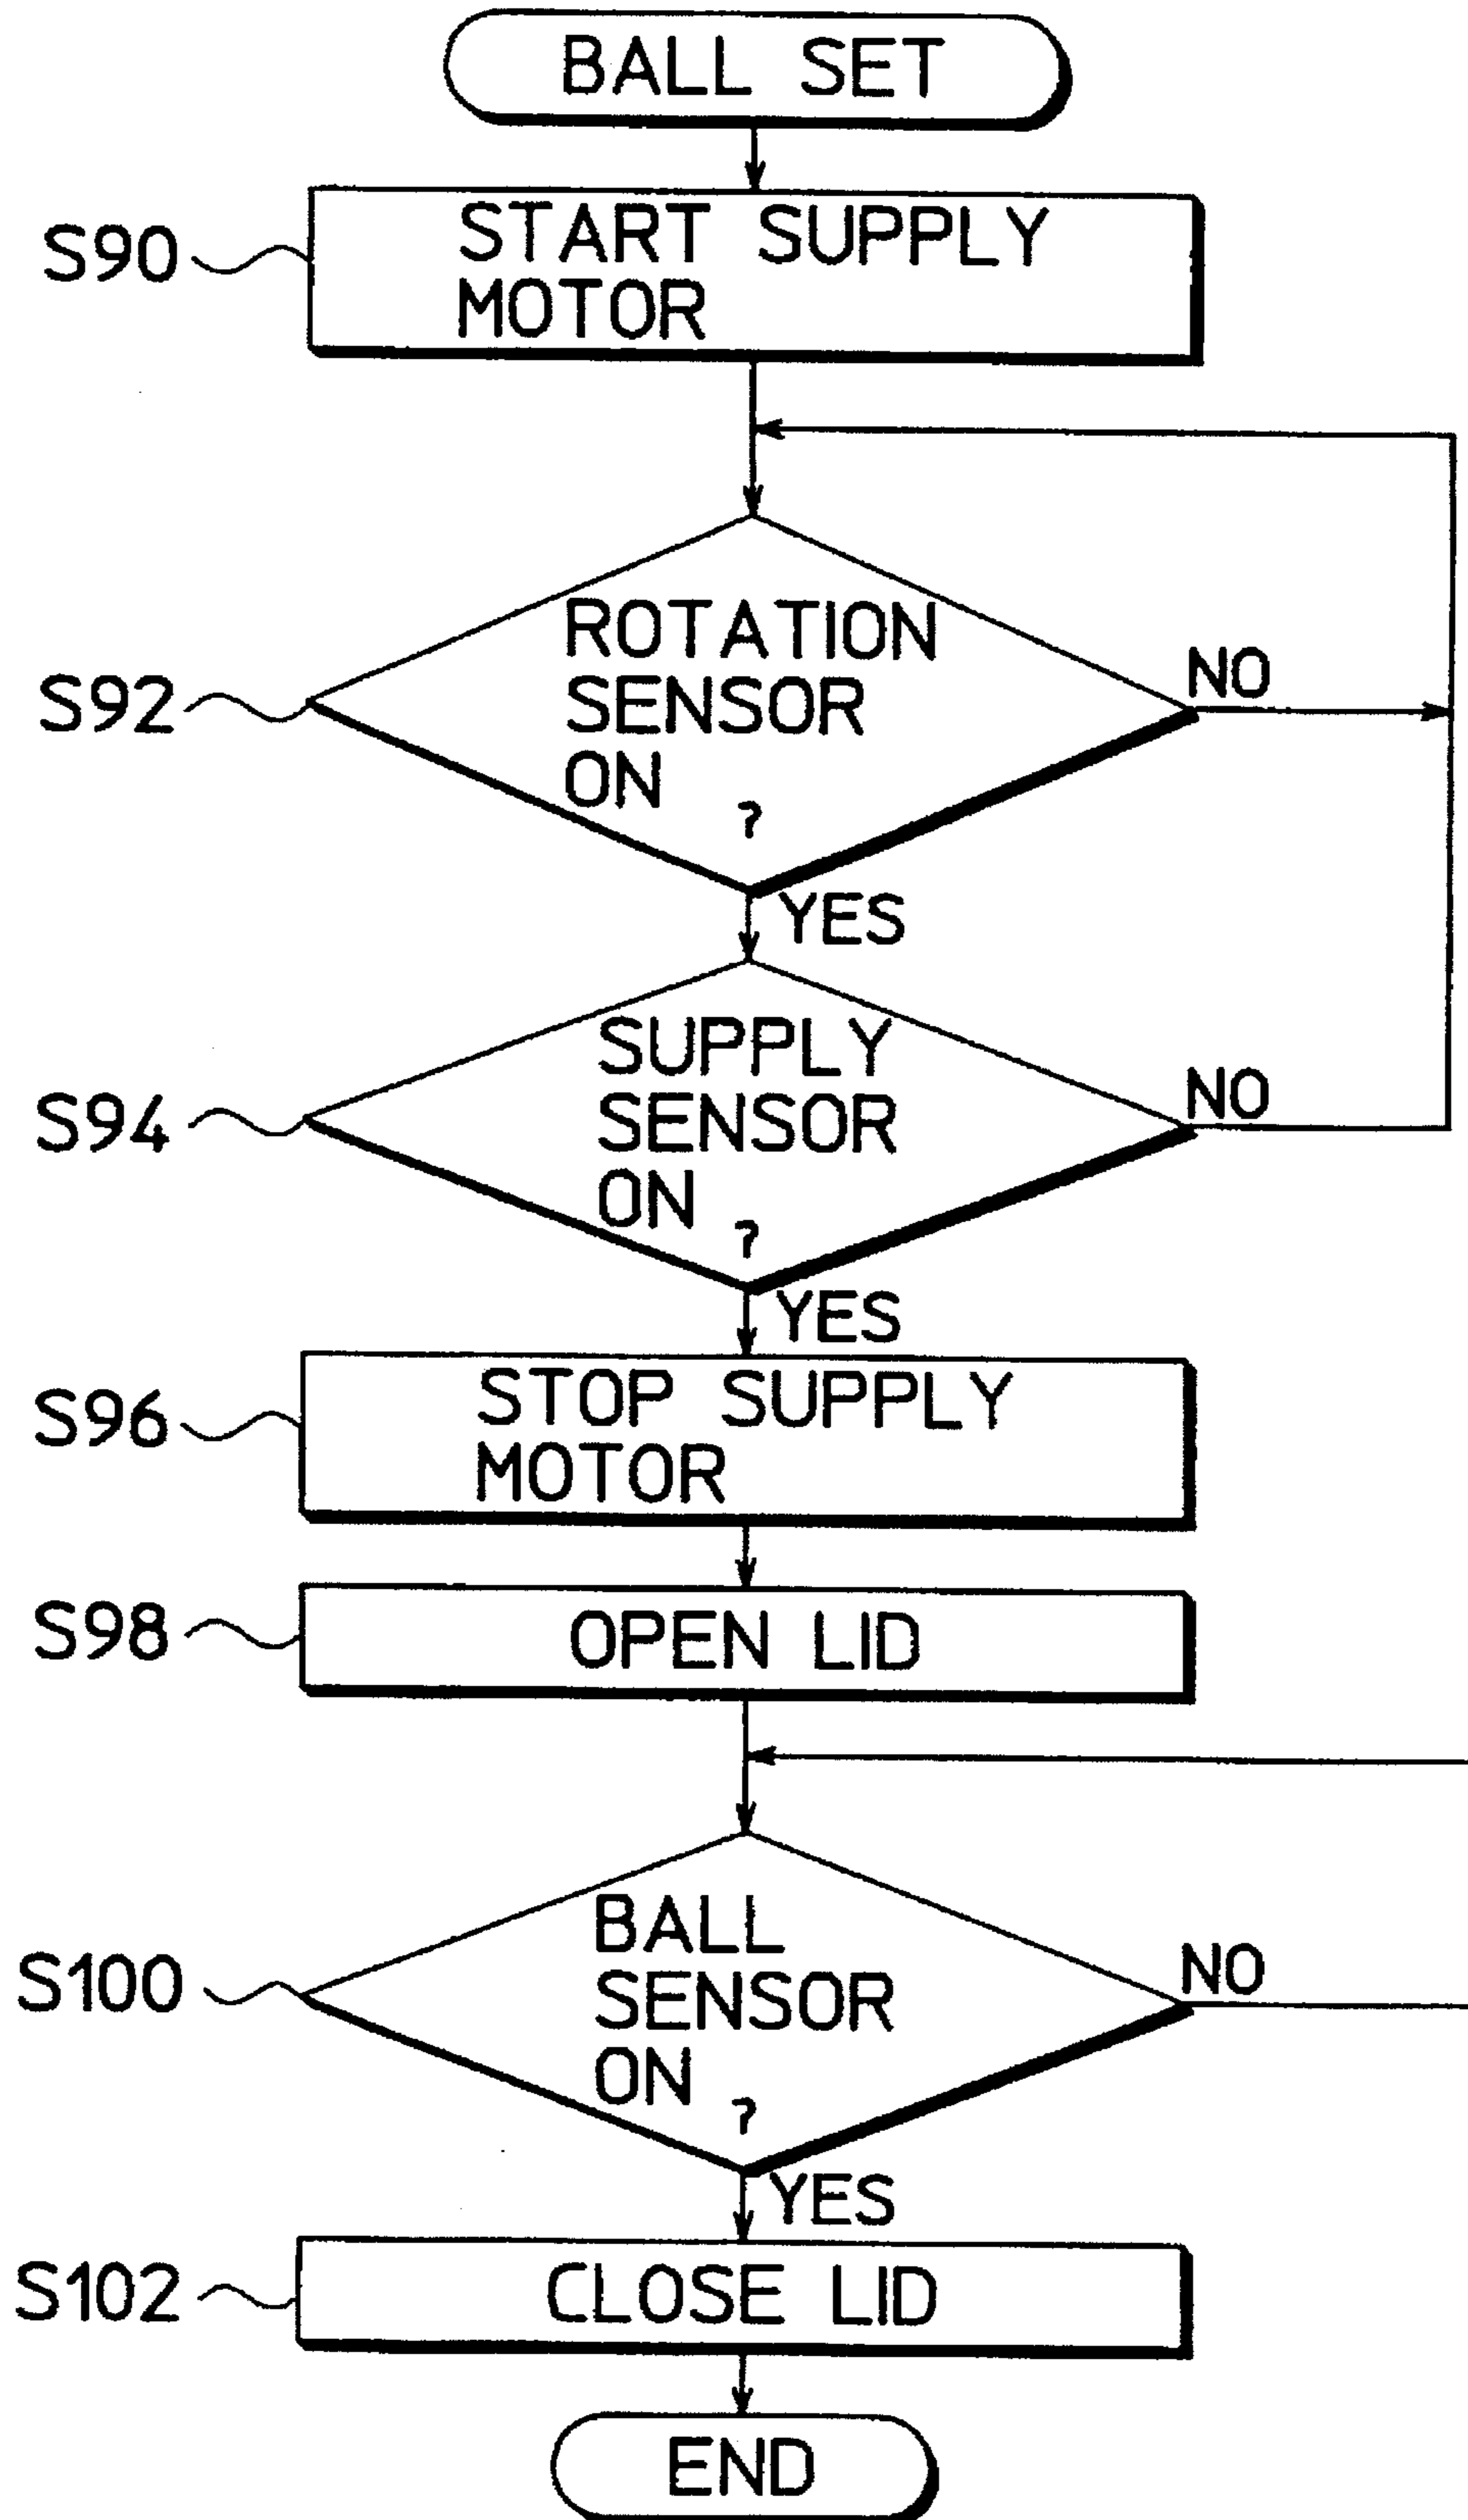 BALL SET
S90
START SUPPLY
MOTOR
S92
ROTATION
SENSOR
ON ?
NO
YES
S94
SUPPLY
SENSOR
ON ?
NO
YES
S96
STOP SUPPLY
MOTOR
S98
OPEN LID
S100
BALL
SENSOR
ON ?
NO
YES
S102
CLOSE LID
END